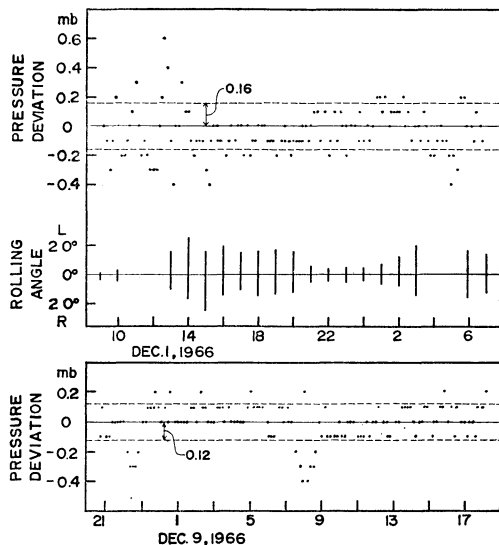 mb
0.6
0.4
0.2
0
-0.2
-0.4
PRESSURE
DEVIATION
0.16
L
20°
0°
20°
R
ROLLING
ANGLE
10 14 18 22 2 6
DEC. 1, 1966
mb
0.2
0
-0.2
-0.4
PRESSURE
DEVIATION
0.12
21 1 5 9 13 17
DEC. 9, 1966